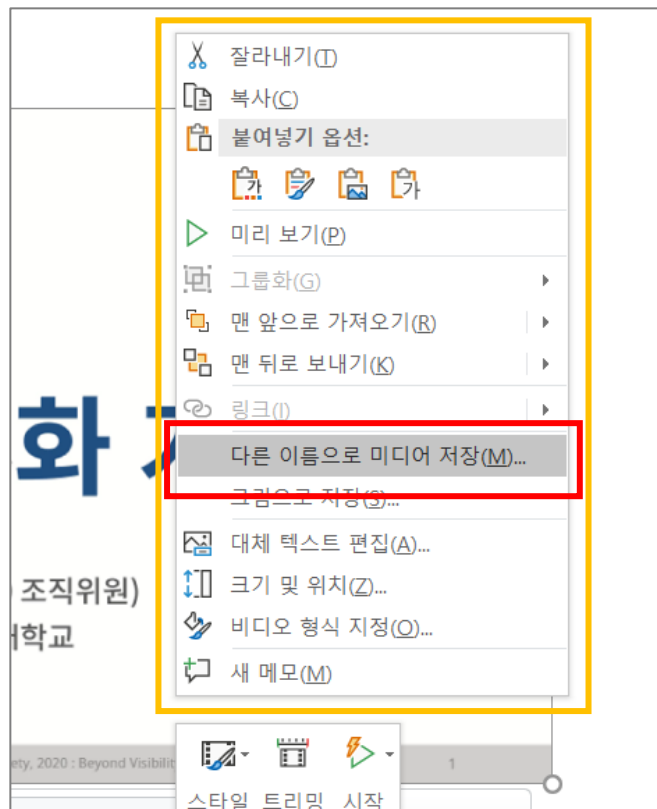 잘라내기(T)
복사(C)
붙여넣기 옵션:
가 가
미리 보기(P)
그룹화(G)
맨 앞으로 가져오기(R)
맨 뒤로 보내기(K)
링크(I)
화
다른 이름으로 미디어 저장(M)...
그림으로 저장(S)...
대체 텍스트 편집(A)...
크기 및 위치(Z)...
조직위원)
비디오 형식 지정(O)...
학교
새 메모(M)
ety, 2020 : Beyond Visibility
1
스타일 트리밍 시작